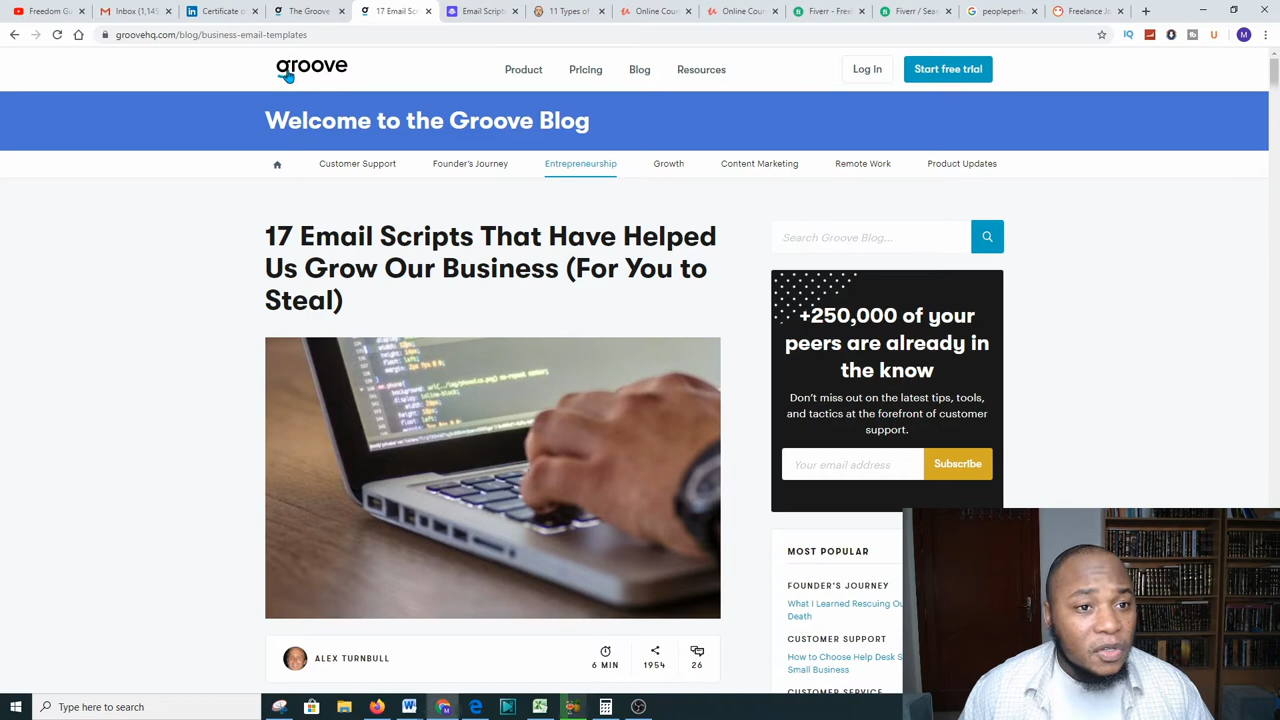 Freedom Gu
Inbox (1,145
Certificate o
The Groove
17 Email Scr
Email Scripts
11 Types of
Online Cour
Online Cour
Fiverr - Free
Fiverr / Sea
peopleperh
Freelance Jo
groovehq.com/blog/business-email-templates
groove
Product
Pricing
Blog
Resources
Log in
Start free trial
Welcome to the Groove Blog
Customer Support
Founder's Journey
Entrepreneurship
Growth
Content Marketing
Remote Work
Product Updates
17 Email Scripts That Have Helped
Us Grow Our Business (For You to
Steal)
Search Groove Blog...
+250,000 of your
peers are already in
the know
Don't miss out on the latest tips, tools,
and tactics at the forefront of customer
support.
Your email address
Subscribe
MOST POPULAR
FOUNDER'S JOURNEY
What I Learned Rescuing Ou
Death
CUSTOMER SUPPORT
How to Choose Help Desk S
Small Business
CUSTOMER SERVICE
ALEX TURNBULL
6 MIN
1954
26
Type here to search